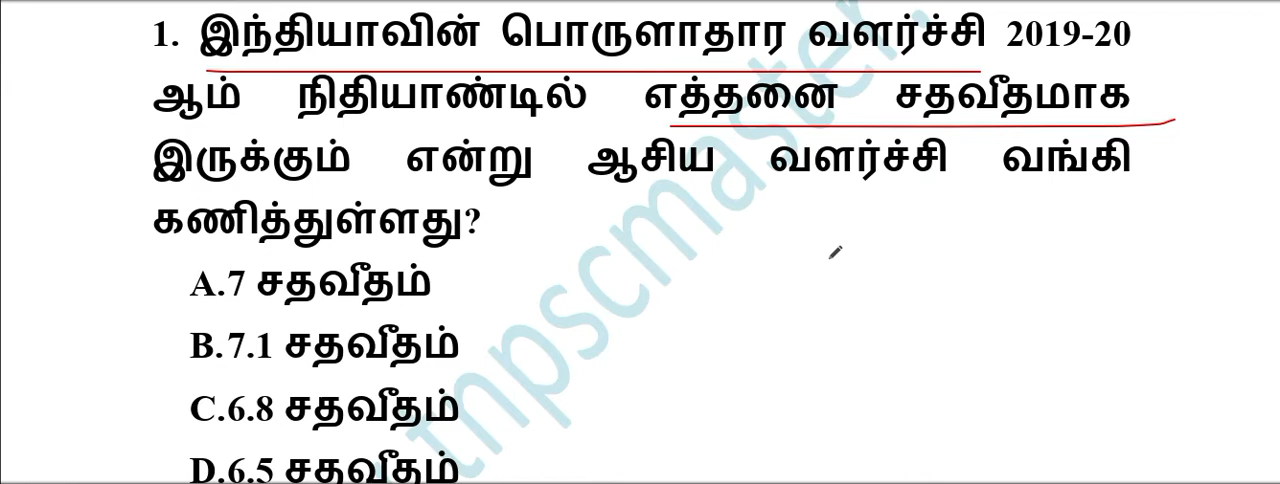 1. இந்தியாவின் பொருளாதார வளர்ச்சி 2019-20
ஆம் நிதியாண்டில் எத்தனை சதவீதமாக
இருக்கும் என்று ஆசிய வளர்ச்சி வங்கி
கணித்துள்ளது?
A.7 சதவீதம்
B.7.1 சதவீதம்
C.6.8 சதவீதம்
D.6.5 சதவீதம்
tnpscmaster.